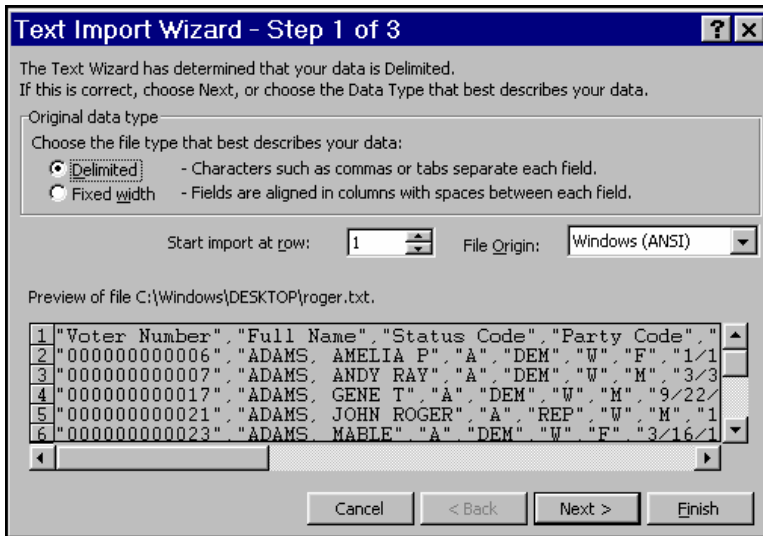 Text Import Wizard - Step 1 of 3
The Text Wizard has determined that your data is Delimited.
If this is correct, choose Next, or choose the Data Type that best describes your data.
Original data type
Choose the file type that best describes your data:
Delimited - Characters such as commas or tabs separate each field.
Fixed width - Fields are aligned in columns with spaces between each field.
Start import at row: 1 File Origin: Windows (ANSI)
Preview of file C:\Windows\DESKTOP\roger.txt.
1 "Voter Number","Full Name","Status Code","Party Code","
2 "000000000006","ADAMS, AMELIA P","A","DEM","W","F","1/1
3 "000000000007","ADAMS, ANDY RAY","A","DEM","W","M","3/3
4 "000000000017","ADAMS, GENE T","A","DEM","W","M","9/22/
5 "000000000021","ADAMS, JOHN ROGER","A","REP","W","M","1
6 "000000000023","ADAMS, MABLE","A","DEM","W","F","3/16/1
Cancel < Back Next > Finish